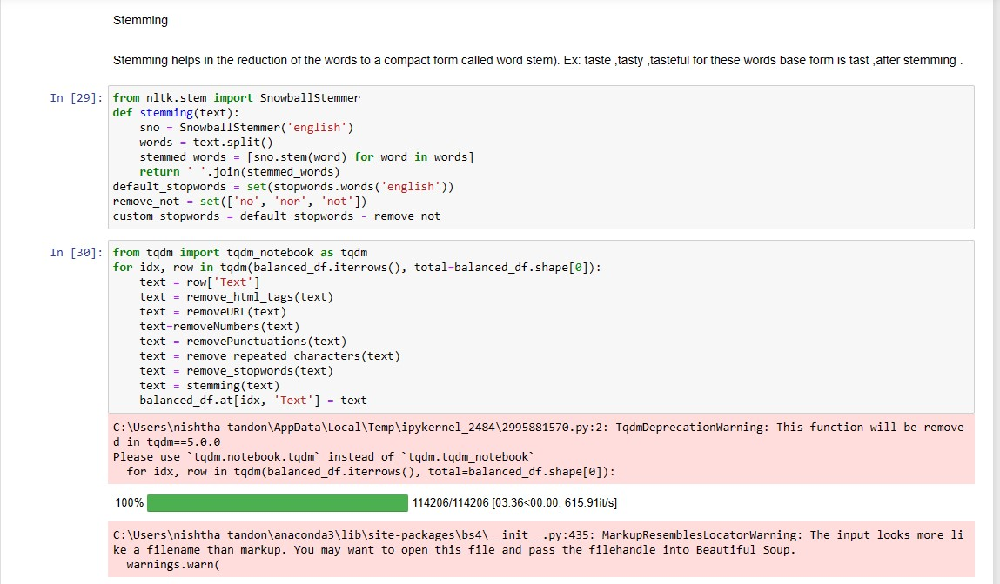 Stemming
Stemming helps in the reduction of the words to a compact form called word stem). Ex: taste ,tasty ,tasteful for these words base form is tast ,after stemming .
In [29]: from nltk.stem import SnowballStemmer
def stemming(text):
    sno = SnowballStemmer('english')
    words = text.split()
    stemmed_words = [sno.stem(word) for word in words]
    return ' '.join(stemmed_words)
default_stopwords = set(stopwords.words('english'))
remove_not = set(['no', 'nor', 'not'])
custom_stopwords = default_stopwords - remove_not
In [30]: from tqdm import tqdm_notebook as tqdm
for idx, row in tqdm(balanced_df.iterrows(), total=balanced_df.shape[0]):
    text = row['Text']
    text = remove_html_tags(text)
    text = removeURL(text)
    text=removeNumbers(text)
    text = removePunctuations(text)
    text = remove_repeated_characters(text)
    text = remove_stopwords(text)
    text = stemming(text)
    balanced_df.at[idx, 'Text'] = text
C:\Users\nishtha tandon\AppData\Local\Temp\ipykernel_2484\2995881570.py:2: TqdmDeprecationWarning: This function will be remove
d in tqdm==5.0.0
Please use `tqdm.notebook.tqdm` instead of `tqdm.tqdm_notebook`
  for idx, row in tqdm(balanced_df.iterrows(), total=balanced_df.shape[0]):
100% 114206/114206 [03:36<00:00, 615.91it/s]
C:\Users\nishtha tandon\anaconda3\lib\site-packages\bs4\__init__.py:435: MarkupResemblesLocatorWarning: The input looks more li
ke a filename than markup. You may want to open this file and pass the filehandle into Beautiful Soup.
  warnings.warn(